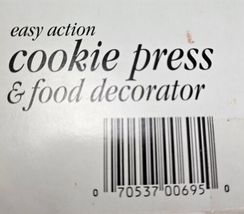 easy action
cookie press
& food decorator
0 70537 00695 0